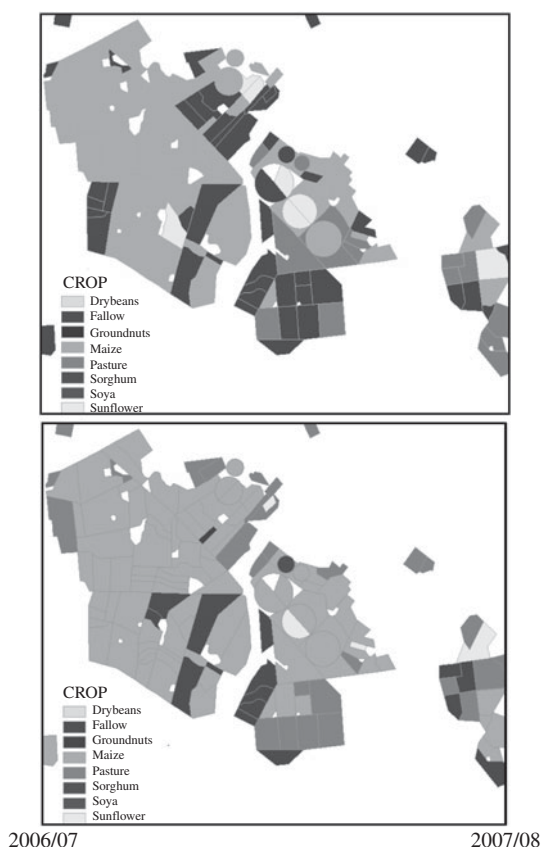 CROP
Drybeans
Fallow
Groundnuts
Maize
Pasture
Sorghum
Soya
Sunflower
CROP
Drybeans
Fallow
Groundnuts
Maize
Pasture
Sorghum
Soya
Sunflower
2006/07 2007/08